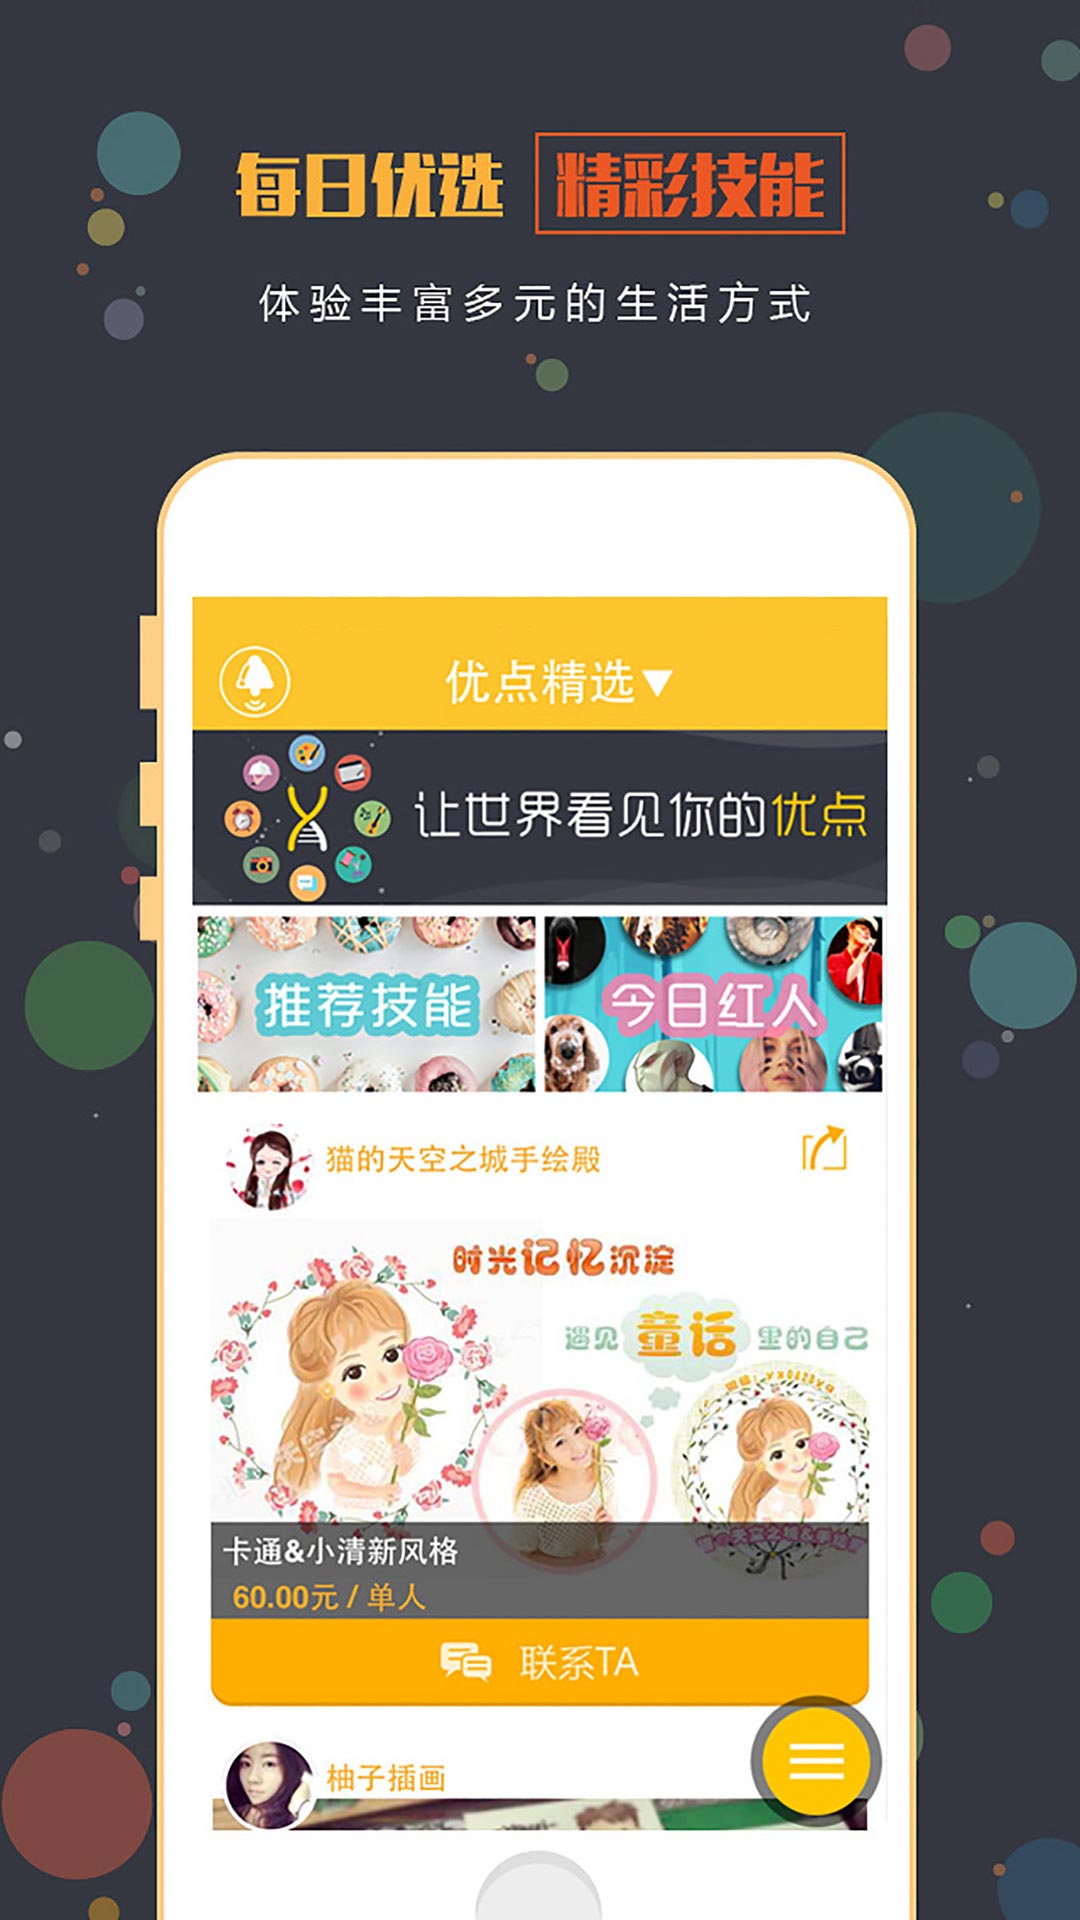 每日优选 精彩技能
体验丰富多元的生活方式
优点精选▼
让世界看见你的优点
推荐技能 今日红人
猫的天空之城手绘殿
时光记忆沉淀
遇见童话里的自己
卡通&小清新风格
60.00元 / 单人
联系TA
柚子插画